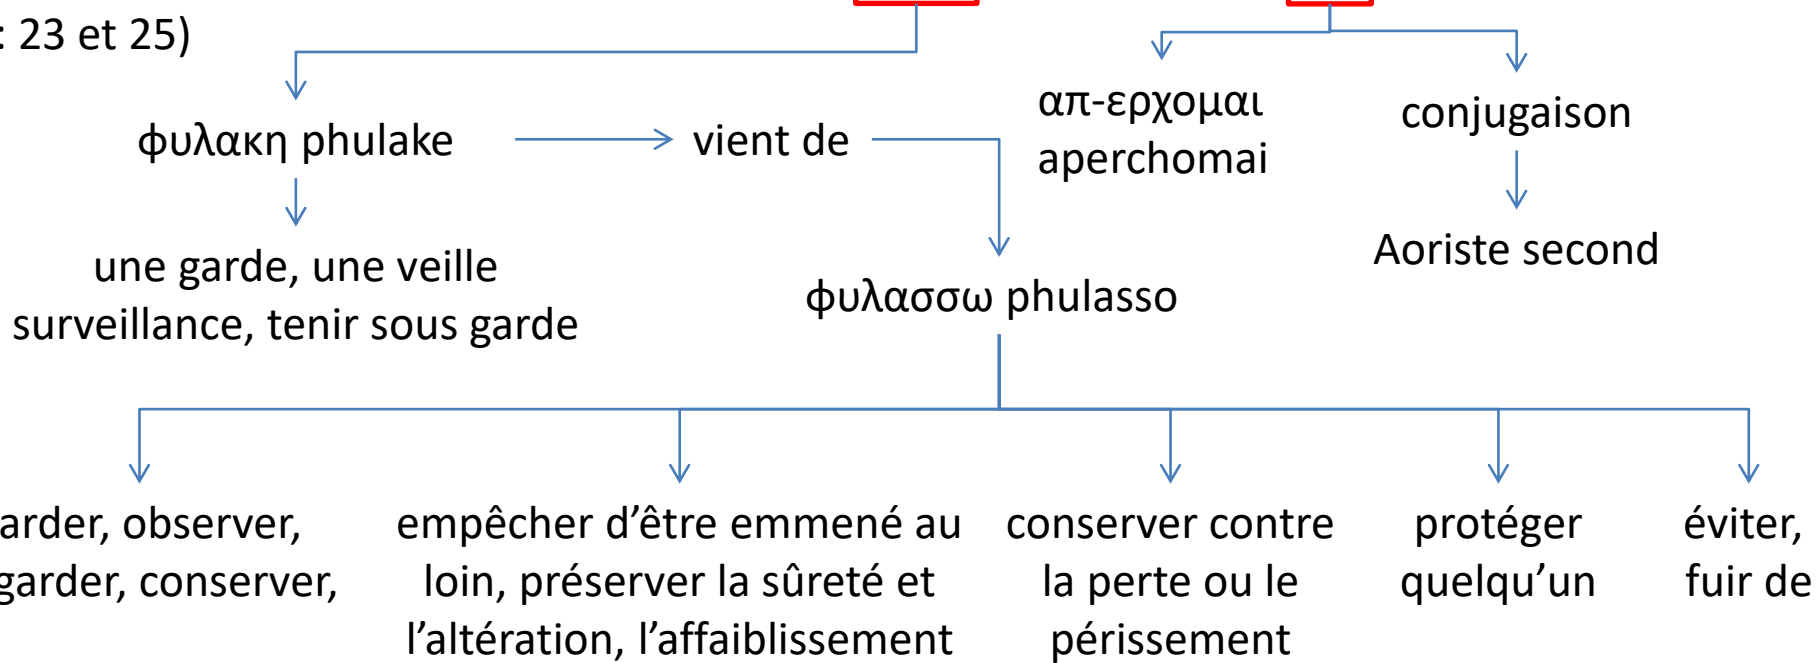 : 23 et 25)
φυλακη phulake
vient de
απ-ερχομαι
aperchomai
conjugaison
une garde, une veille
surveillance, tenir sous garde
φυλασσω phulasso
Aoriste second
arder, observer,
garder, conserver,
empêcher d’être emmené au
loin, préserver la sûreté et
l’altération, l’affaiblissement
conserver contre
la perte ou le
périssement
protéger
quelqu’un
éviter,
fuir de